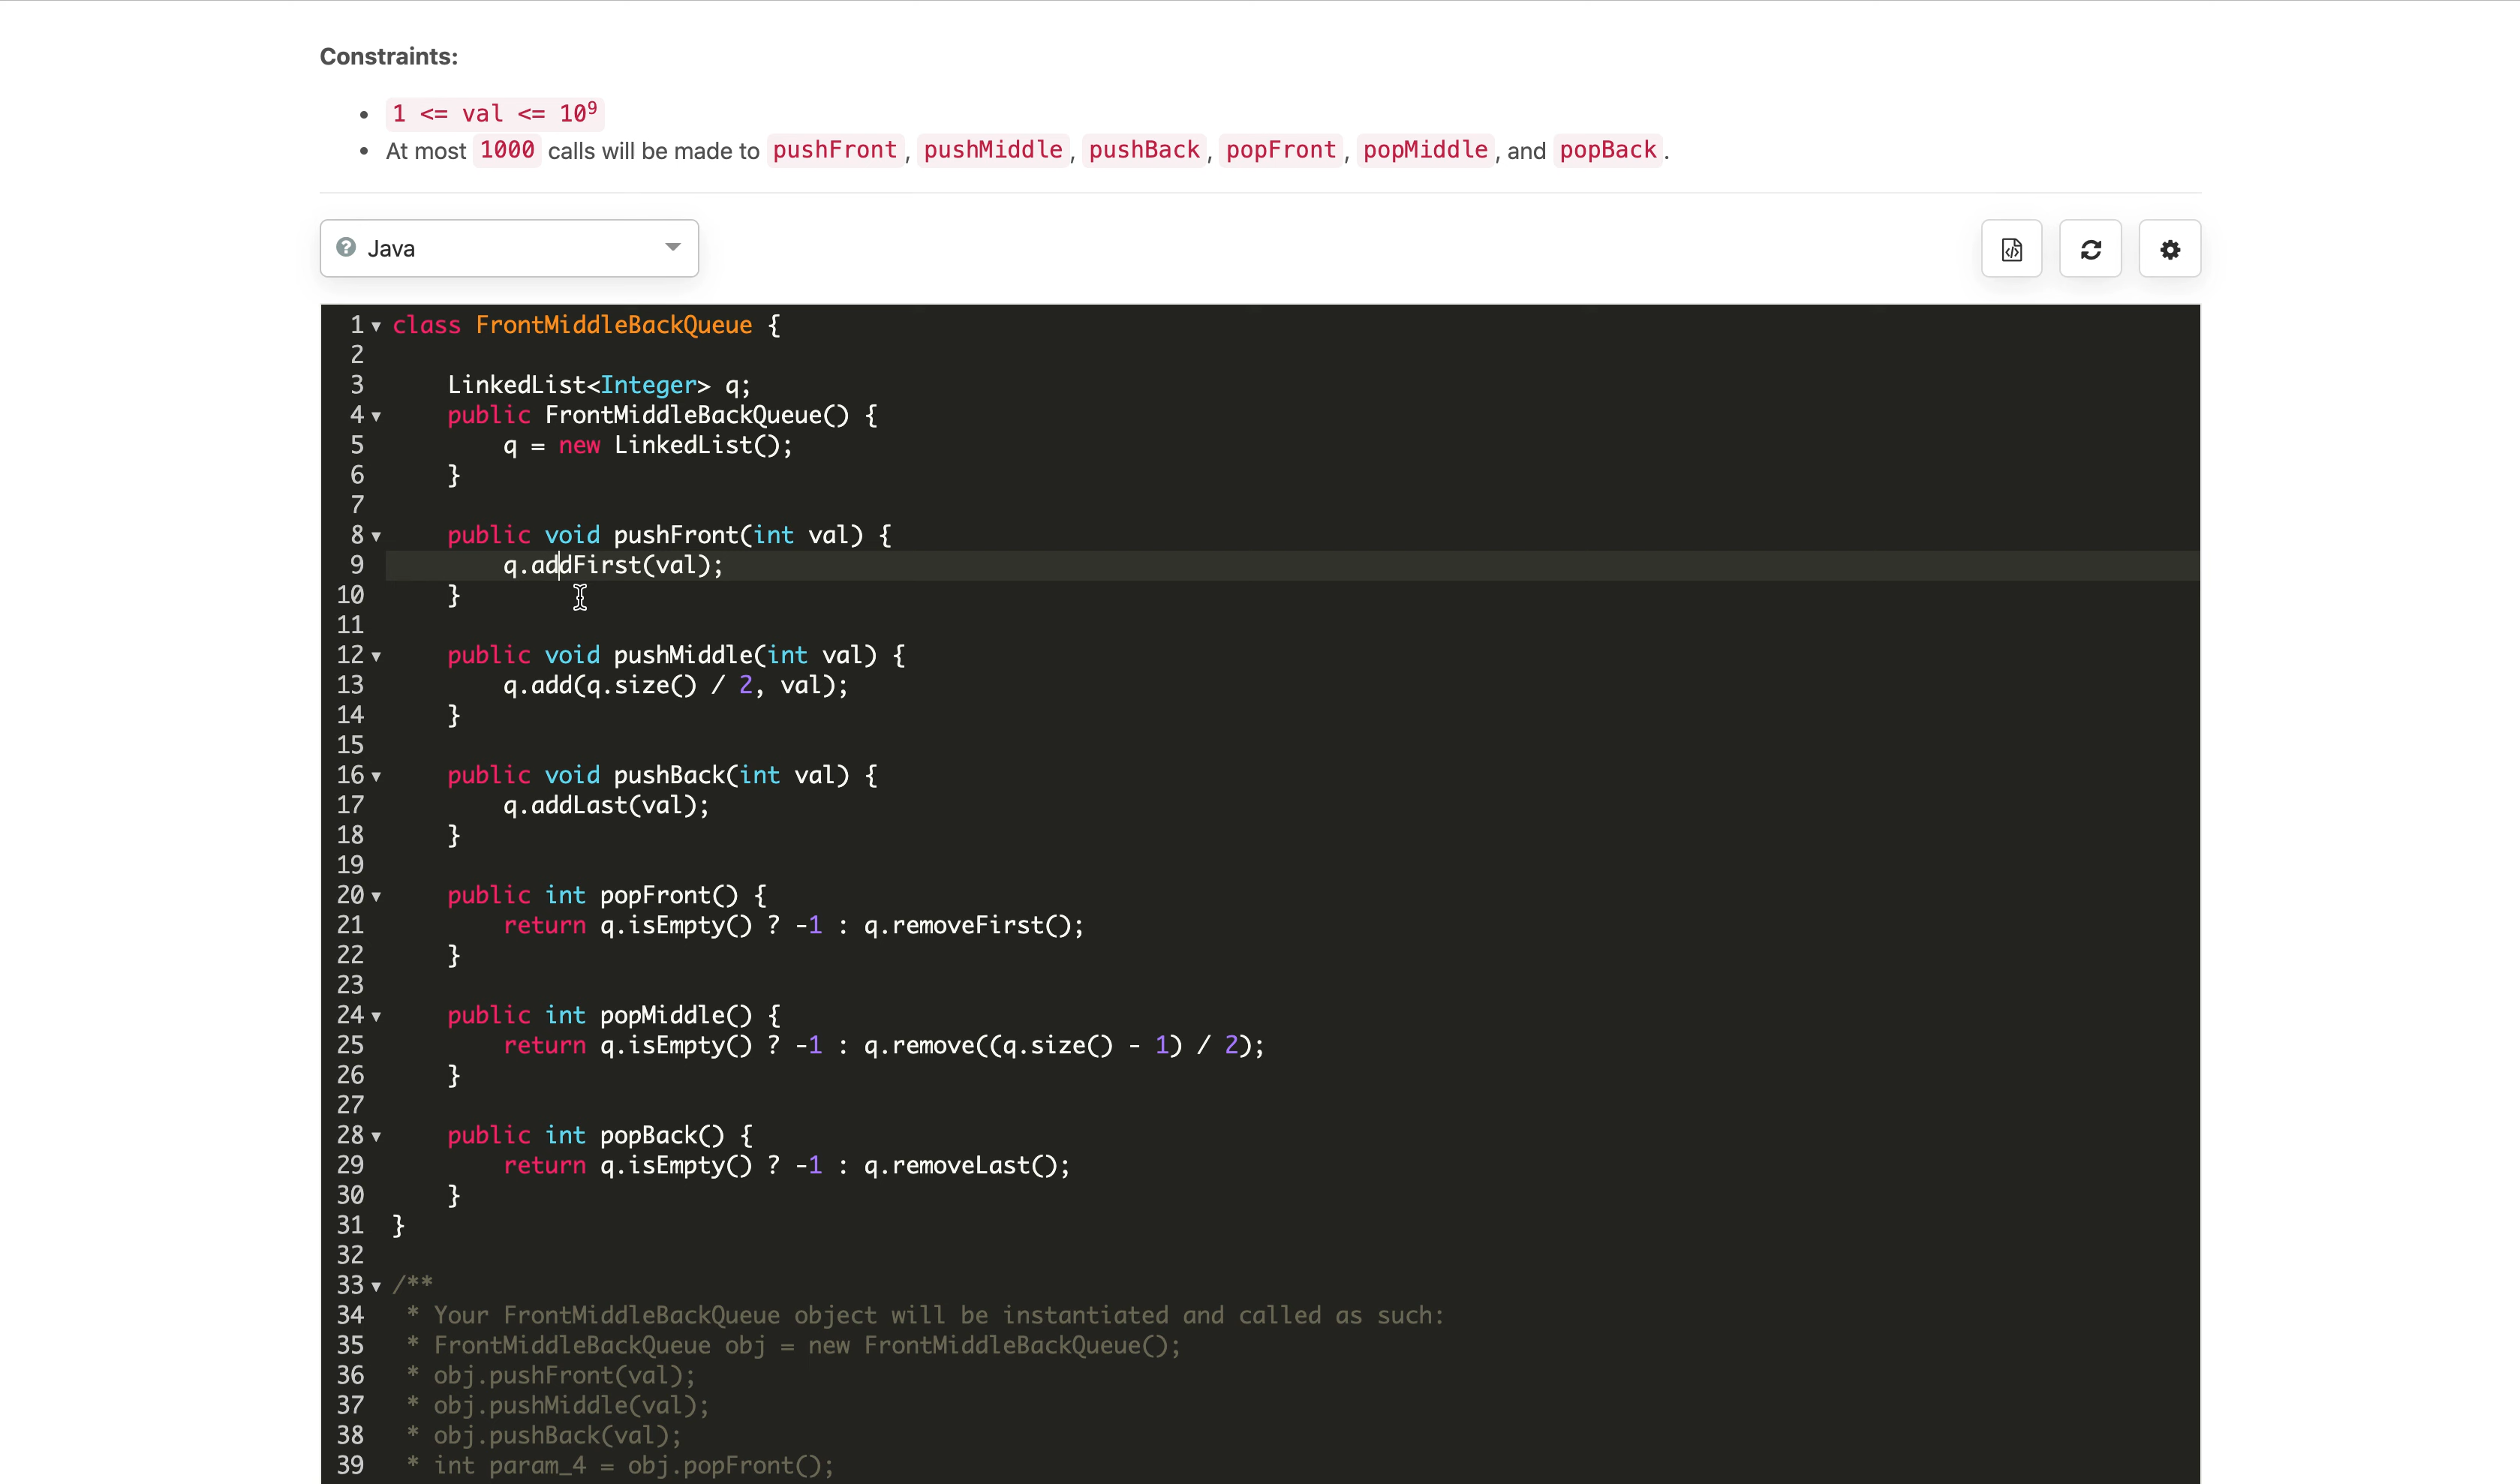 Constraints:
1 <= val <= 10⁹
At most 1000 calls will be made to pushFront, pushMiddle, pushBack, popFront, popMiddle, and popBack.
Java
1 class FrontMiddleBackQueue {
2
3     LinkedList<Integer> q;
4     public FrontMiddleBackQueue() {
5         q = new LinkedList();
6     }
7
8     public void pushFront(int val) {
9         q.addFirst(val);
10     }
11
12     public void pushMiddle(int val) {
13         q.add(q.size() / 2, val);
14     }
15
16     public void pushBack(int val) {
17         q.addLast(val);
18     }
19
20     public int popFront() {
21         return q.isEmpty() ? -1 : q.removeFirst();
22     }
23
24     public int popMiddle() {
25         return q.isEmpty() ? -1 : q.remove((q.size() - 1) / 2);
26     }
27
28     public int popBack() {
29         return q.isEmpty() ? -1 : q.removeLast();
30     }
31 }
32
33 /**
34  * Your FrontMiddleBackQueue object will be instantiated and called as such:
35  * FrontMiddleBackQueue obj = new FrontMiddleBackQueue();
36  * obj.pushFront(val);
37  * obj.pushMiddle(val);
38  * obj.pushBack(val);
39  * int param_4 = obj.popFront();